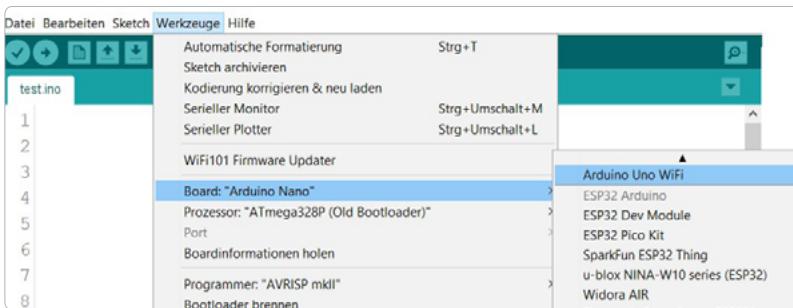 Datei Bearbeiten Sketch Werkzeuge Hilfe
test.ino
1
2
3
4
5
6
7
8
Automatische Formatierung Strg+T
Sketch archivieren
Kodierung korrigieren & neu laden
Serieller Monitor Strg+Umschalt+M
Serieller Plotter Strg+Umschalt+L
WiFi101 Firmware Updater
Board: "Arduino Nano"
Prozessor: "ATmega328P (Old Bootloader)"
Port
Boardinformationen holen
Programmer: "AVRISP mkII"
Bootloader brennen
Arduino Uno WiFi
ESP32 Arduino
ESP32 Dev Module
ESP32 Pico Kit
SparkFun ESP32 Thing
u-blox NINA-W10 series (ESP32)
Widora AIR